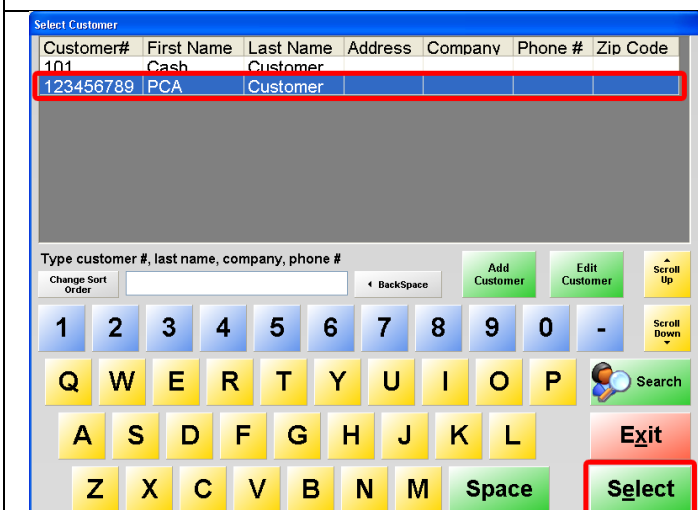 Select Customer
Customer# First Name Last Name Address Company Phone # Zip Code
101 Cash Customer
123456789 PCA Customer
Type customer #, last name, company, phone #
Change Sort Order
BackSpace
Add Customer
Edit Customer
Scroll Up
1 2 3 4 5 6 7 8 9 0 -
Scroll Down
Q W E R T Y U I O P
Search
A S D F G H J K L
Exit
Z X C V B N M Space
Select